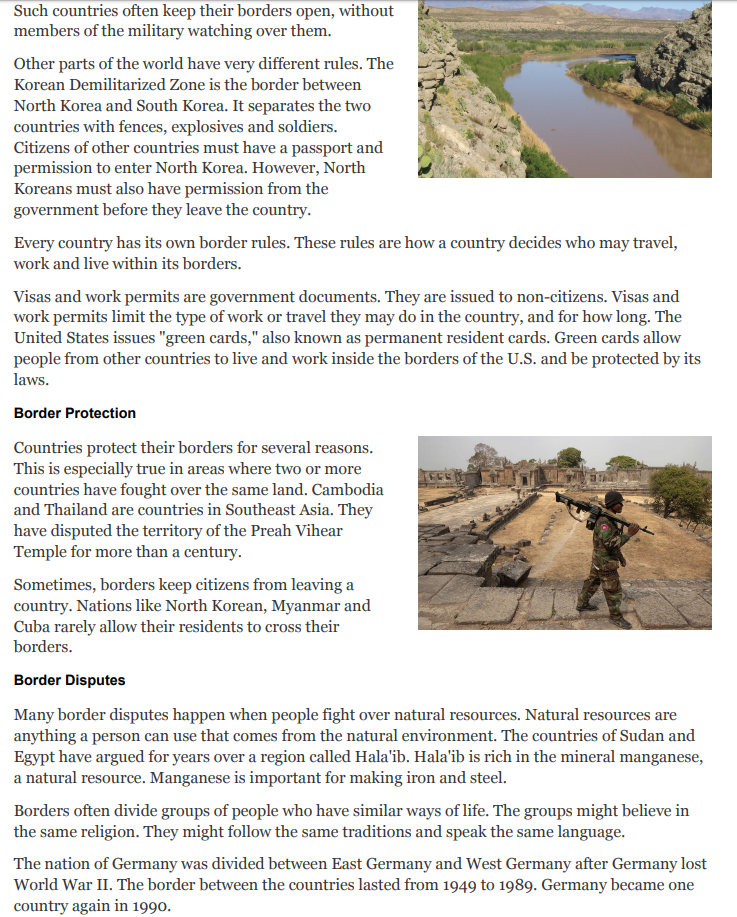 Such countries often keep their borders open, without
members of the military watching over them.
Other parts of the world have very different rules. The
Korean Demilitarized Zone is the border between
North Korea and South Korea. It separates the two
countries with fences, explosives and soldiers.
Citizens of other countries must have a passport and
permission to enter North Korea. However, North
Koreans must also have permission from the
government before they leave the country.
Every country has its own border rules. These rules are how a country decides who may travel,
work and live within its borders.
Visas and work permits are government documents. They are issued to non-citizens. Visas and
work permits limit the type of work or travel they may do in the country, and for how long. The
United States issues "green cards," also known as permanent resident cards. Green cards allow
people from other countries to live and work inside the borders of the U.S. and be protected by its
laws.
Border Protection
Countries protect their borders for several reasons.
This is especially true in areas where two or more
countries have fought over the same land. Cambodia
and Thailand are countries in Southeast Asia. They
have disputed the territory of the Preah Vihear
Temple for more than a century.
Sometimes, borders keep citizens from leaving a
country. Nations like North Korean, Myanmar and
Cuba rarely allow their residents to cross their
borders.
Border Disputes
Many border disputes happen when people fight over natural resources. Natural resources are
anything a person can use that comes from the natural environment. The countries of Sudan and
Egypt have argued for years over a region called Hala'ib. Hala'ib is rich in the mineral manganese,
a natural resource. Manganese is important for making iron and steel.
Borders often divide groups of people who have similar ways of life. The groups might believe in
the same religion. They might follow the same traditions and speak the same language.
The nation of Germany was divided between East Germany and West Germany after Germany lost
World War II. The border between the countries lasted from 1949 to 1989. Germany became one
country again in 1990.